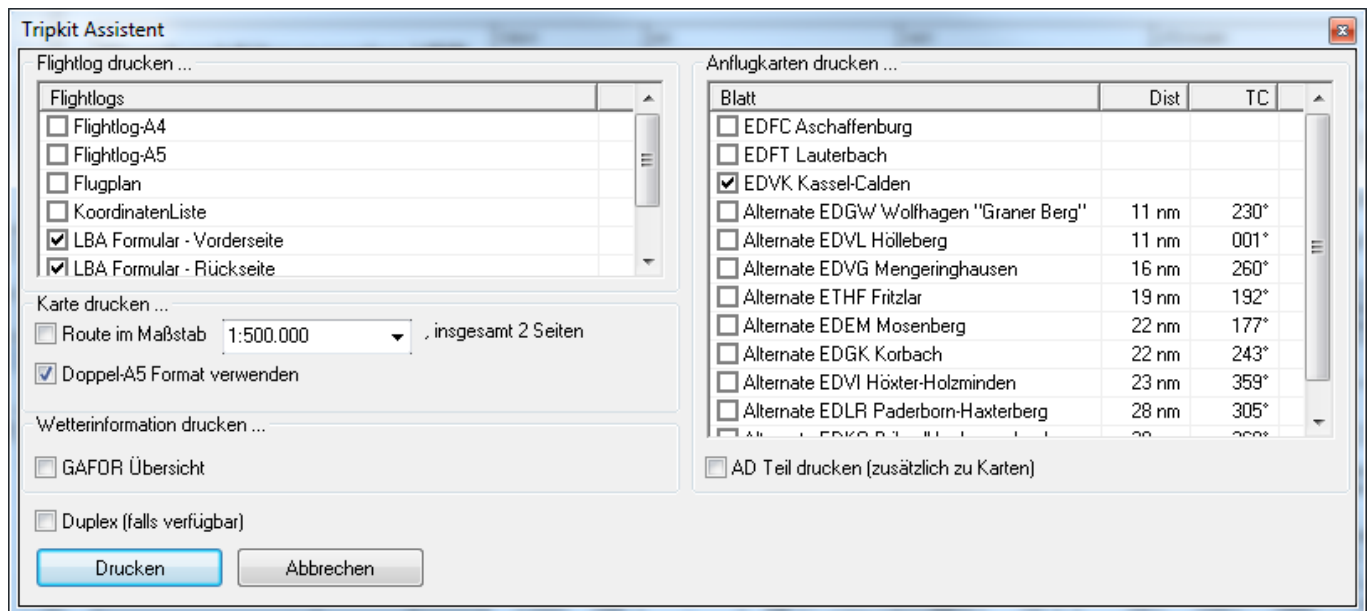 Tripkit Assistent
Flightlog drucken ...
Flightlogs
Flightlog-A4
Flightlog-A5
Flugplan
KoordinatenListe
LBA Formular - Vorderseite
LBA Formular - Rückseite
Karte drucken ...
Route im Maßstab 1:500.000 , insgesamt 2 Seiten
Doppel-A5 Format verwenden
Wetterinformation drucken ...
GAFOR Übersicht
Duplex (falls verfügbar)
Drucken Abbrechen
Anflugkarten drucken ...
Blatt Dist TC
EDFC Aschaffenburg
EDFT Lauterbach
EDVK Kassel-Calden
Alternate EDGW Wolfhagen "Graner Berg" 11 nm 230°
Alternate EDVL Hölleberg 11 nm 001°
Alternate EDVG Mengeringhausen 16 nm 260°
Alternate ETHF Fritzlar 19 nm 192°
Alternate EDEM Mosenberg 22 nm 177°
Alternate EDGK Korbach 22 nm 243°
Alternate EDVI Höxter-Holzminden 23 nm 359°
Alternate EDLR Paderborn-Haxterberg 28 nm 305°
AD Teil drucken (zusätzlich zu Karten)